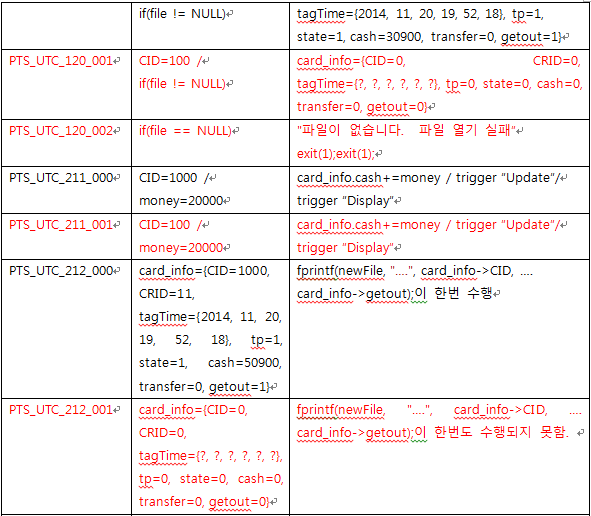 if(file != NULL)
tagTime={2014, 11, 20, 19, 52, 18}, tp=1,
state=1, cash=30900, transfer=0, getout=1}
PTS_UTC_120_001
CID=100 /
if(file != NULL)
card_info={CID=0, CRID=0,
tagTime={?, ?, ?, ?, ?, ?}, tp=0, state=0, cash=0,
transfer=0, getout=0}
PTS_UTC_120_002
if(file == NULL)
"파일이 없습니다. 파일 열기 실패"
exit(1);exit(1);
PTS_UTC_211_000
CID=1000 /
money=20000
card_info.cash+=money / trigger "Update"/
trigger "Display"
PTS_UTC_211_001
CID=100 /
money=20000
card_info.cash+=money / trigger "Update"/
trigger "Display"
PTS_UTC_212_000
card_info={CID=1000,
CRID=11,
tagTime={2014, 11, 20,
19, 52, 18}, tp=1,
state=1, cash=50900,
transfer=0, getout=1}
fprintf(newFile, "....", card_info->CID, ....
card_info->getout);이 한번 수행
PTS_UTC_212_001
card_info={CID=0,
CRID=0,
tagTime={?, ?, ?, ?, ?, ?},
tp=0, state=0, cash=0,
transfer=0, getout=0}
fprintf(newFile, "....", card_info->CID, ....
card_info->getout);이 한번도 수행되지 못함.